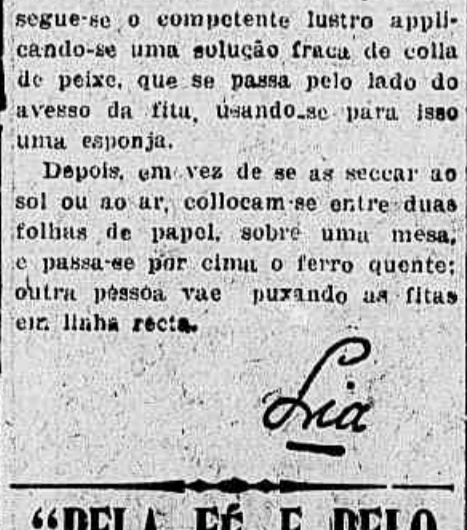 segue-se o competente lustro appli-
cando-se uma solução fraca de colla
de peixe, que se passa pelo lado do
avesso da fita, usando-se para isso
uma esponja.
Depois, em vez de se as seccar ao
sol ou ao ar, collocam-se entre duas
folhas de papel, sobre uma mesa,
e passa-se por cima o ferro quente;
outra pessoa vae puxando as fitas
em linha recta.
Lia
"PELA FÉ E PELO